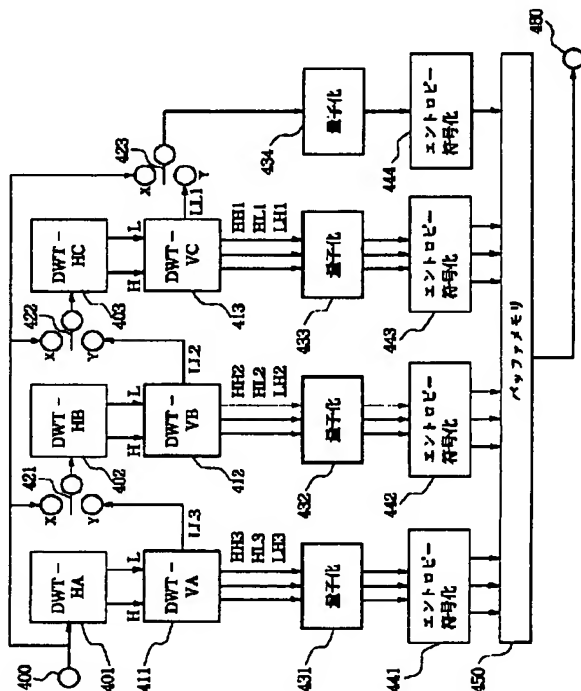 400
DWT-
HA
401
H
L
DWT-
VA
411
LL3
HH3
HL3
LH3
量子化
431
エントロピー
符号化
441
X
Y
421
DWT-
HB
402
H
L
DWT-
VB
412
LL2
HH2
HL2
LH2
量子化
432
エントロピー
符号化
442
X
Y
422
DWT-
HC
403
H
L
DWT-
VC
413
LL1
HH1
HL1
LH1
量子化
433
エントロピー
符号化
443
X
Y
423
量子化
434
エントロピー
符号化
444
バッファメモリ
450
480